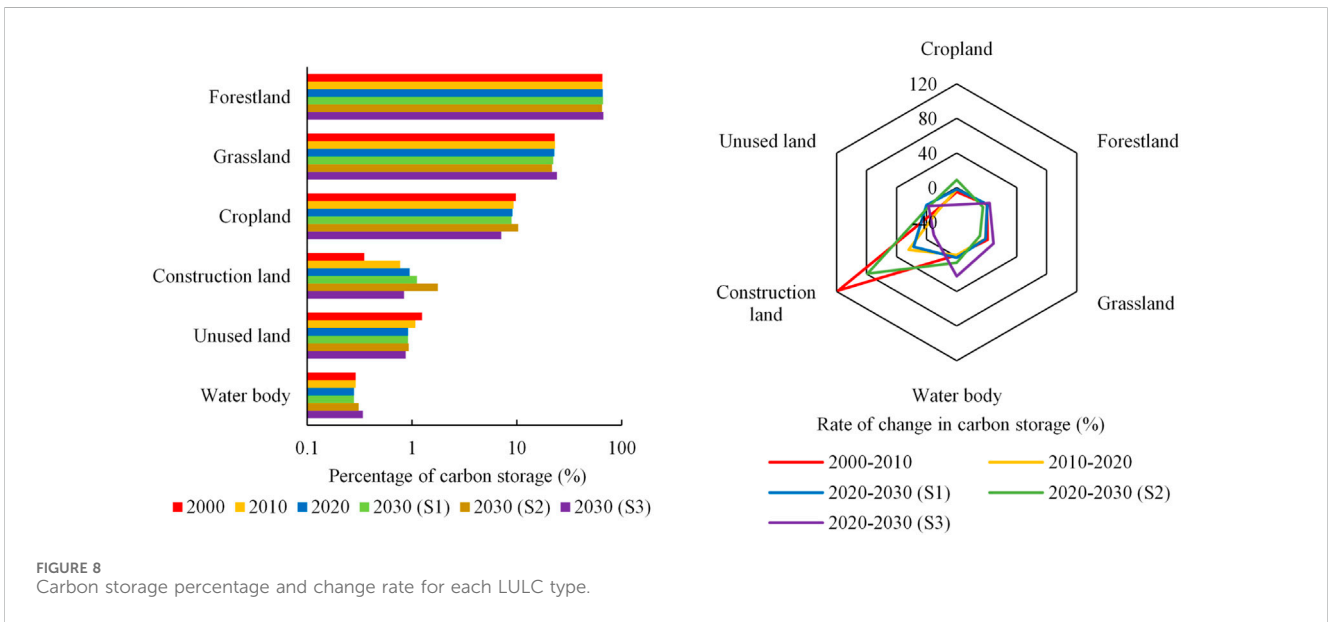 Forestland
Grassland
Cropland
Construction land
Unused land
Water body
0.1 1 10 100
Percentage of carbon storage (%)
2000 2010 2020 2030 (S1) 2030 (S2) 2030 (S3)
Cropland
120
80
40
0
-40
Unused land
Forestland
Construction
land
Grassland
Water body
Rate of change in carbon storage (%)
2000-2010 2010-2020
2020-2030 (S1) 2020-2030 (S2)
2020-2030 (S3)
FIGURE 8
Carbon storage percentage and change rate for each LULC type.